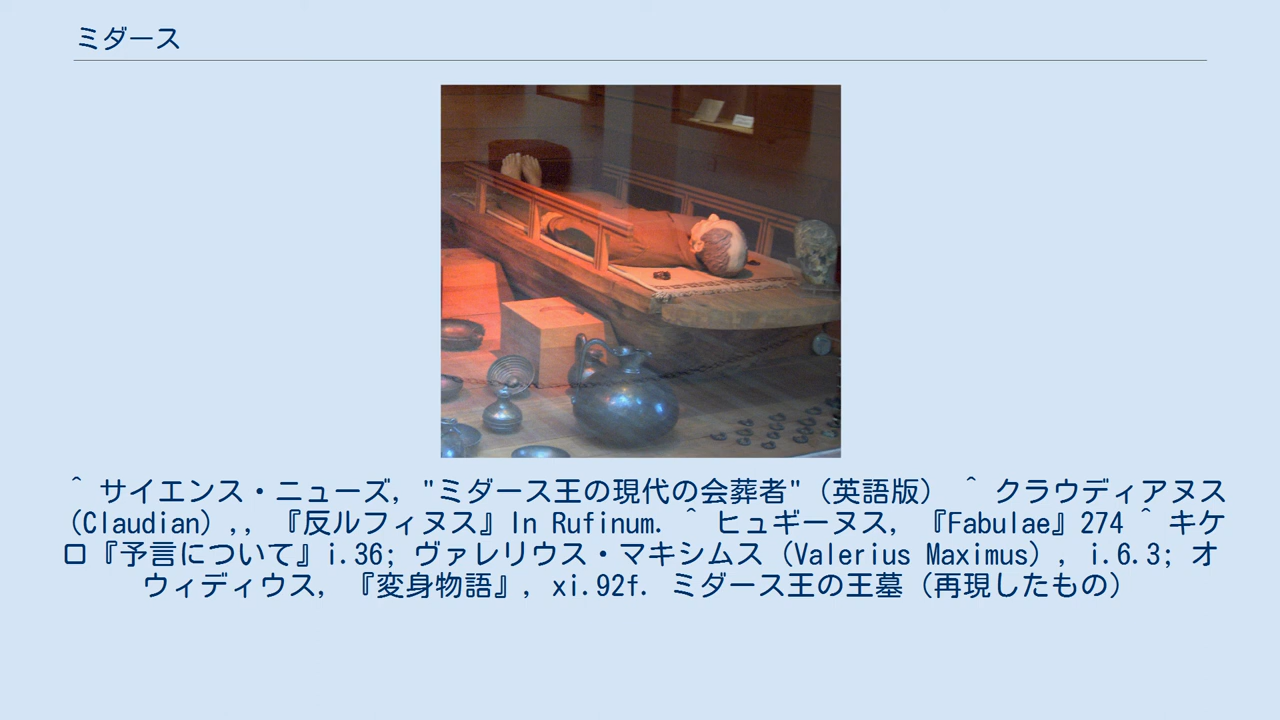 ミダース
^ サイエンス・ニューズ, "ミダース王の現代の会葬者"（英語版） ^ クラウディアヌス
（Claudian）,, 『反ルフィヌス』In Rufinum. ^ ヒュギーヌス, 『Fabulae』274 ^ キケ
ロ『予言について』i.36; ヴァレリウス・マキシムス（Valerius Maximus）, i.6.3; オ
ウィディウス, 『変身物語』, xi.92f. ミダース王の王墓（再現したもの）